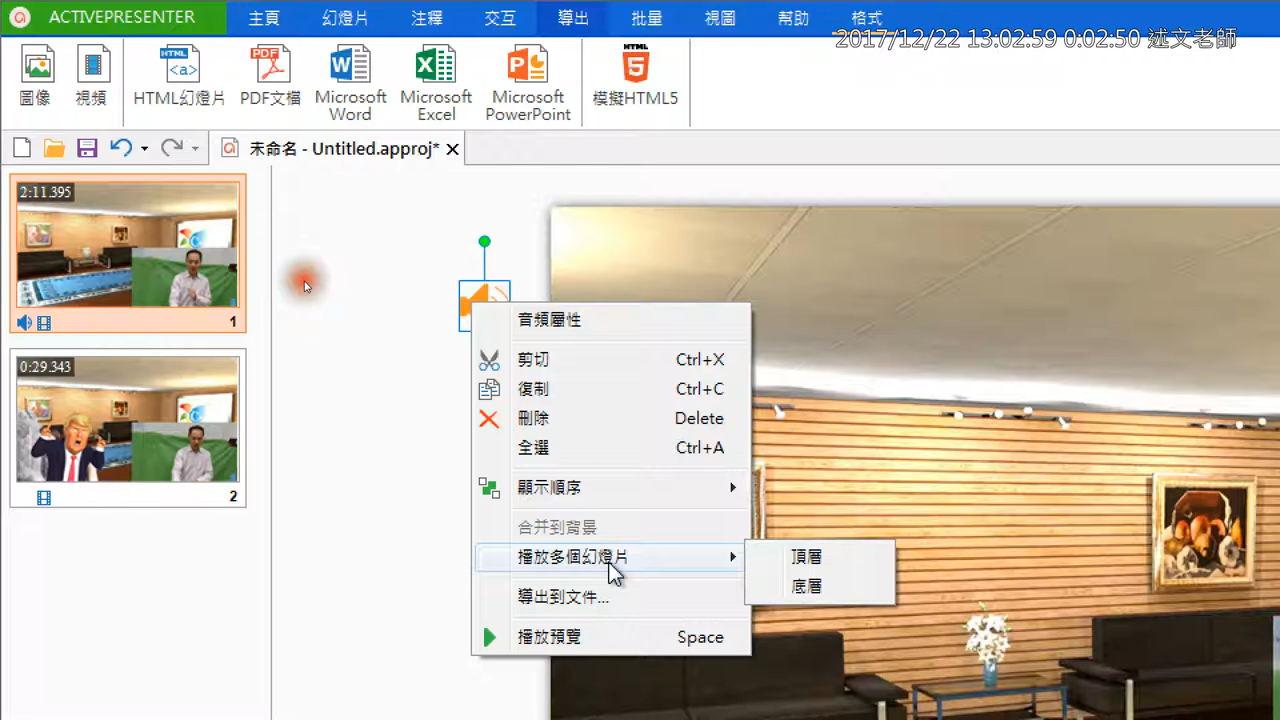 ACTIVEPRESENTER
主頁 幻燈片 注釋 交互 導出 批量 視圖 幫助 格式
2017/12/22 13:02:59 0:02:50 述文老師
圖像
視頻
HTML
<a>
HTML幻燈片
PDF
PDF文檔
Microsoft
Word
Microsoft
Excel
Microsoft
PowerPoint
HTML
5
模擬HTML5
未命名 - Untitled.approj*
2:11.395
1
0:29.343
2
音頻屬性
剪切 Ctrl+X
復制 Ctrl+C
刪除 Delete
全選 Ctrl+A
顯示順序
合并到背景
播放多個幻燈片
頂層
底層
導出到文件...
播放預覽 Space